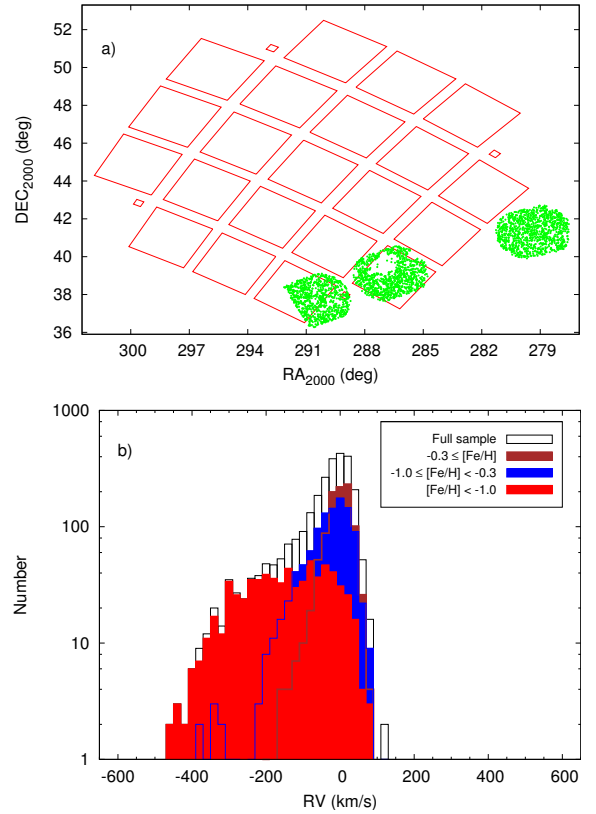 a)
52
50
48
46
44
42
40
38
36
DEC2000 (deg)
300 297 294 291 288 285 282 279
RA2000 (deg)
b)
1000
100
10
1
Number
Full sample
-0.3 ≤ [Fe/H]
-1.0 ≤ [Fe/H] < -0.3
[Fe/H] < -1.0
-600 -400 -200 0 200 400 600
RV (km/s)